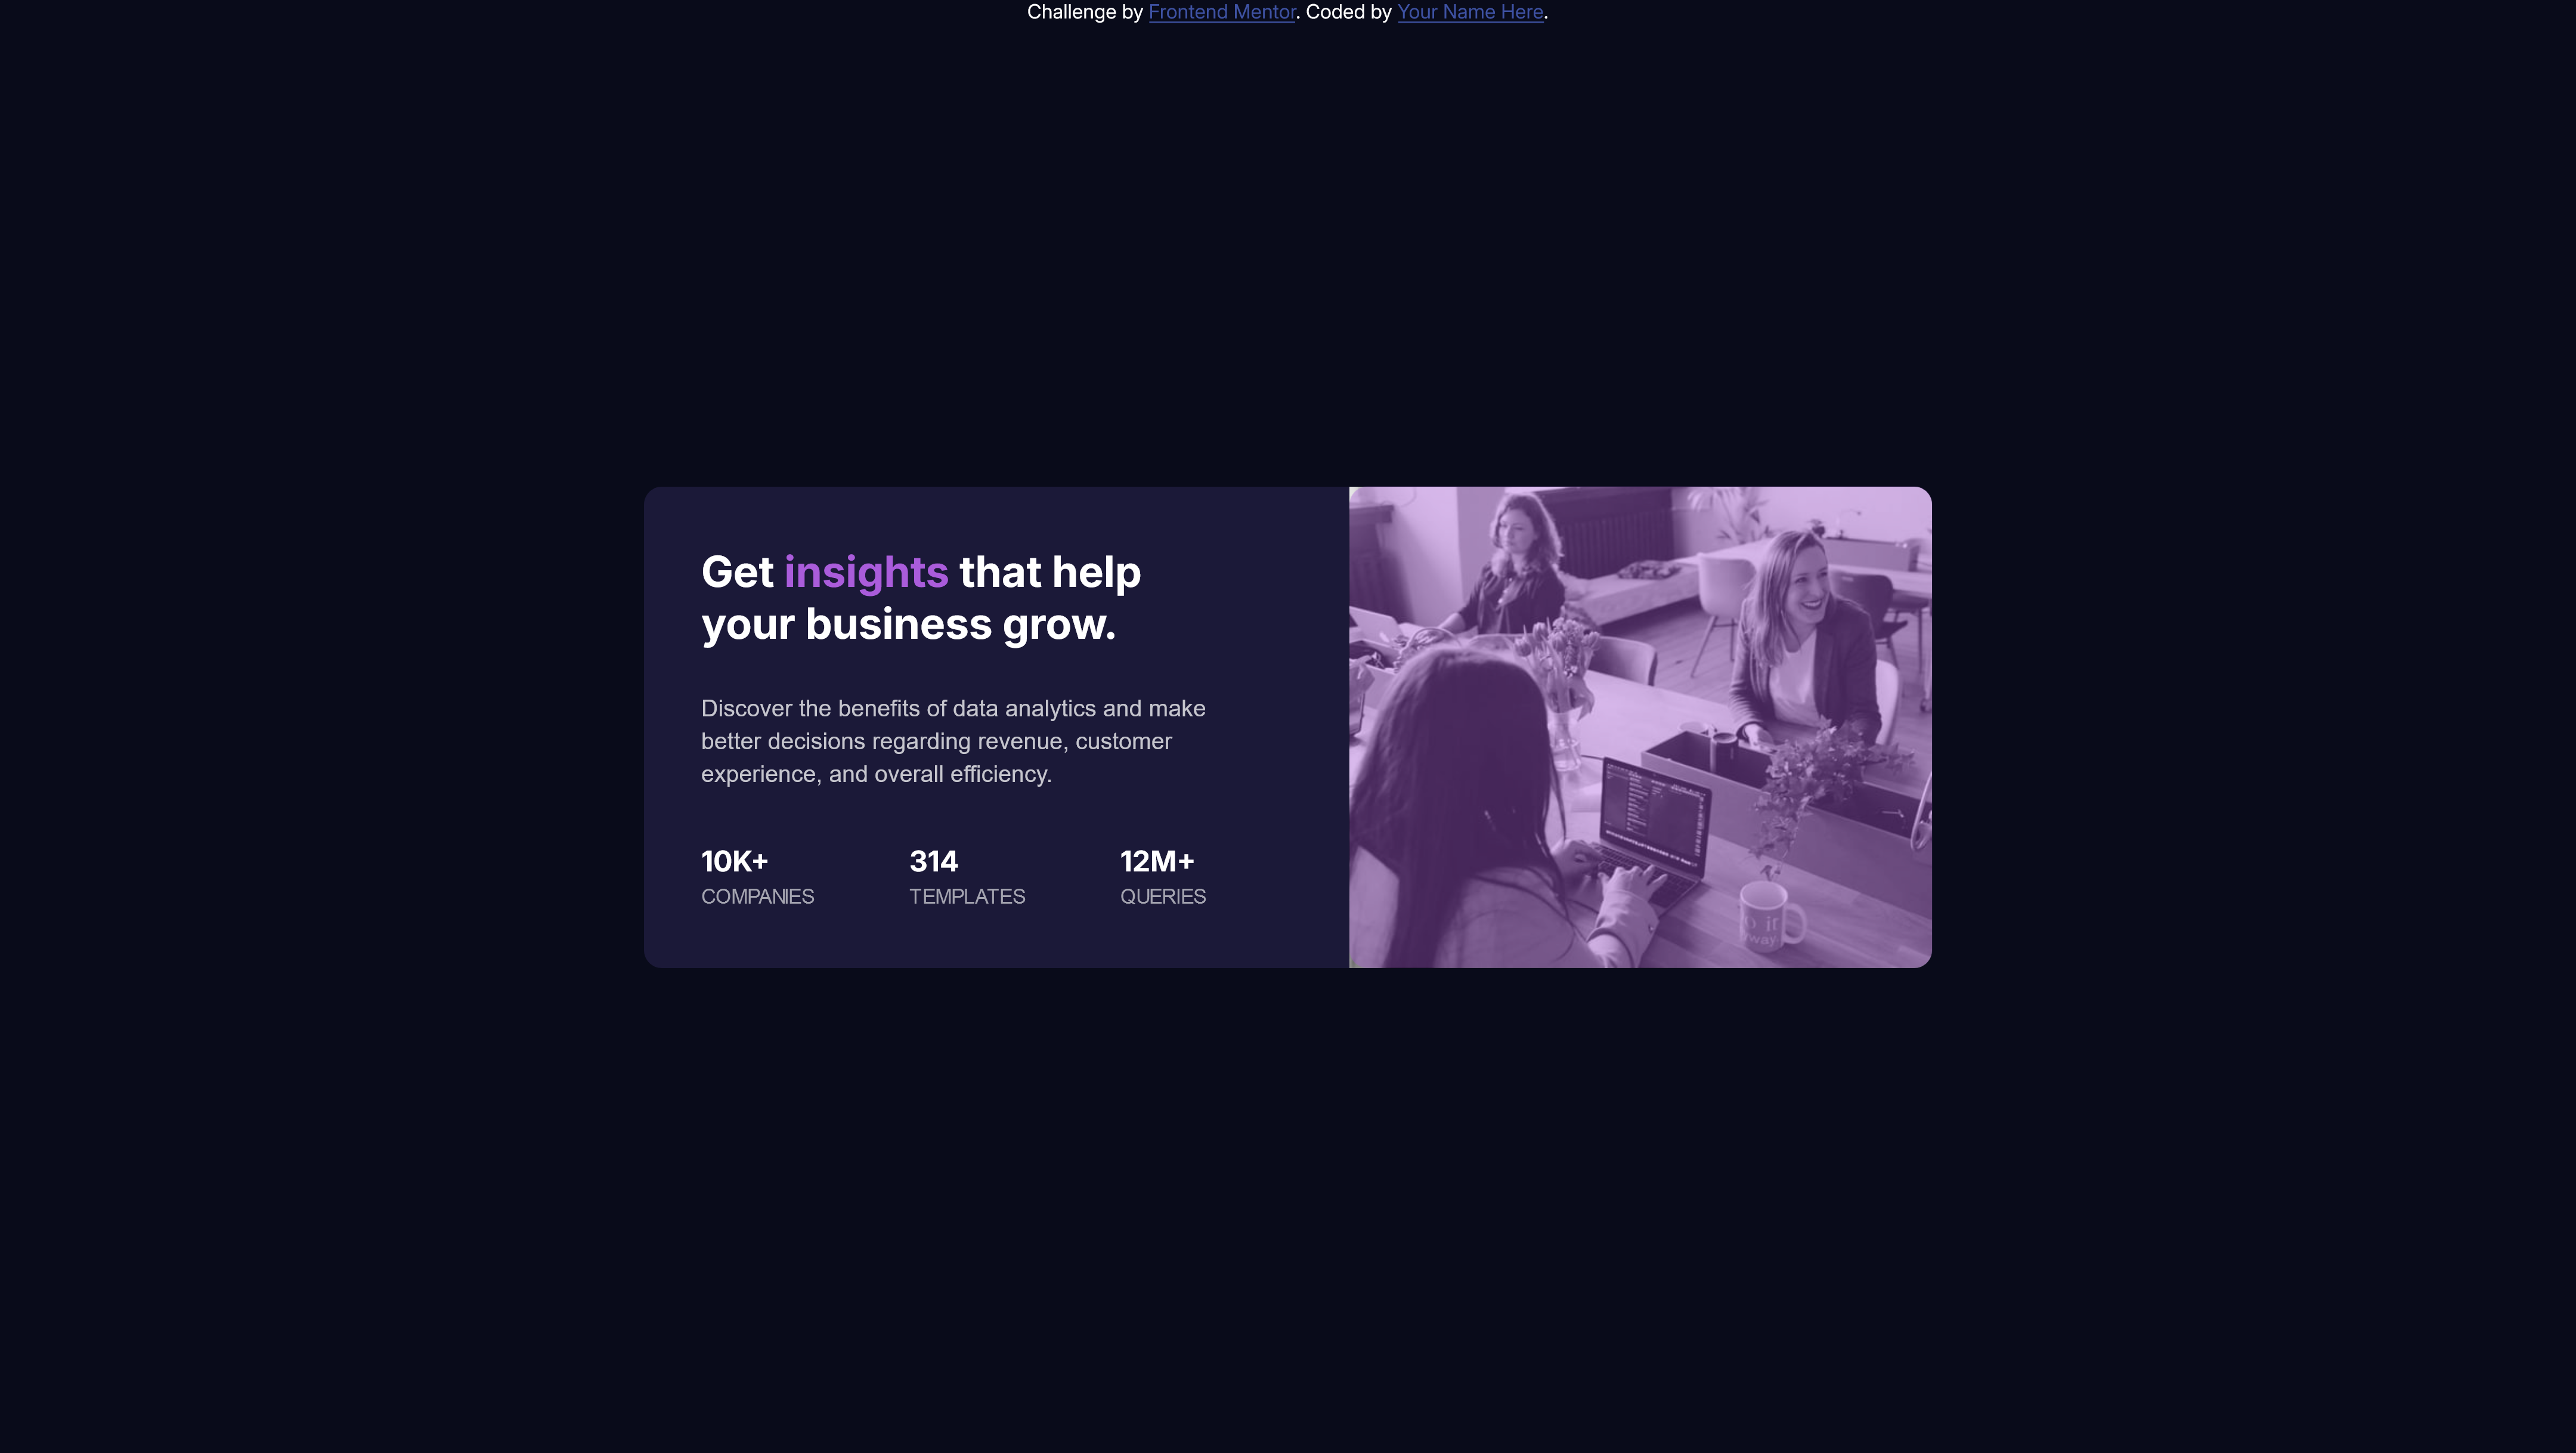 Challenge by Frontend Mentor. Coded by Your Name Here.
Get insights that help
your business grow.
Discover the benefits of data analytics and make
better decisions regarding revenue, customer
experience, and overall efficiency.
10K+ 314 12M+
COMPANIES TEMPLATES QUERIES